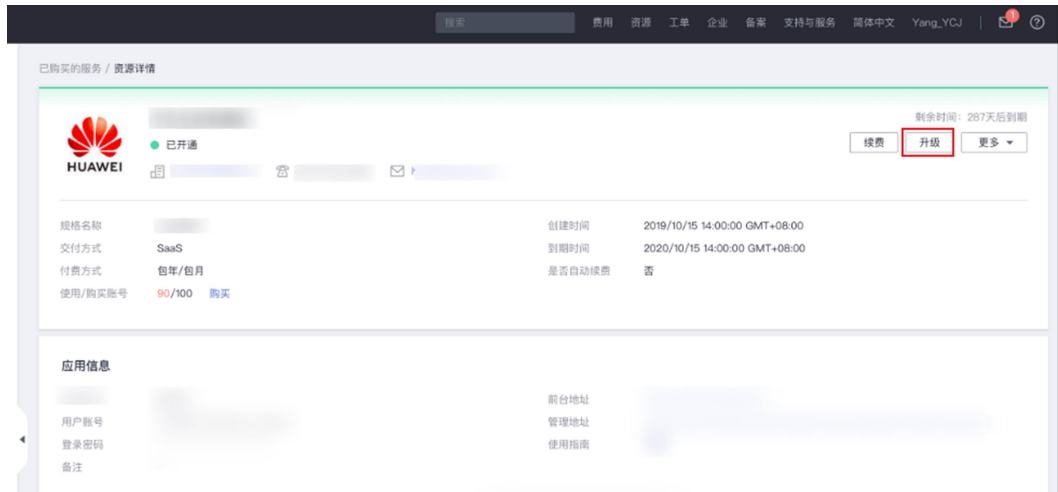 搜索 费用 资源 工单 企业 备案 支持与服务 简体中文 Yang_YCJ 1
已购买的服务 / 资源详情
剩余时间: 287天后到期
HUAWEI
已开通
续费 升级 更多
规格名称
创建时间 2019/10/15 14:00:00 GMT+08:00
交付方式 SaaS
到期时间 2020/10/15 14:00:00 GMT+08:00
付费方式 包年/包月
是否自动续费 否
使用/购买账号 90/100 购买
应用信息
前台地址
用户账号
管理地址
登录密码
使用指南
备注